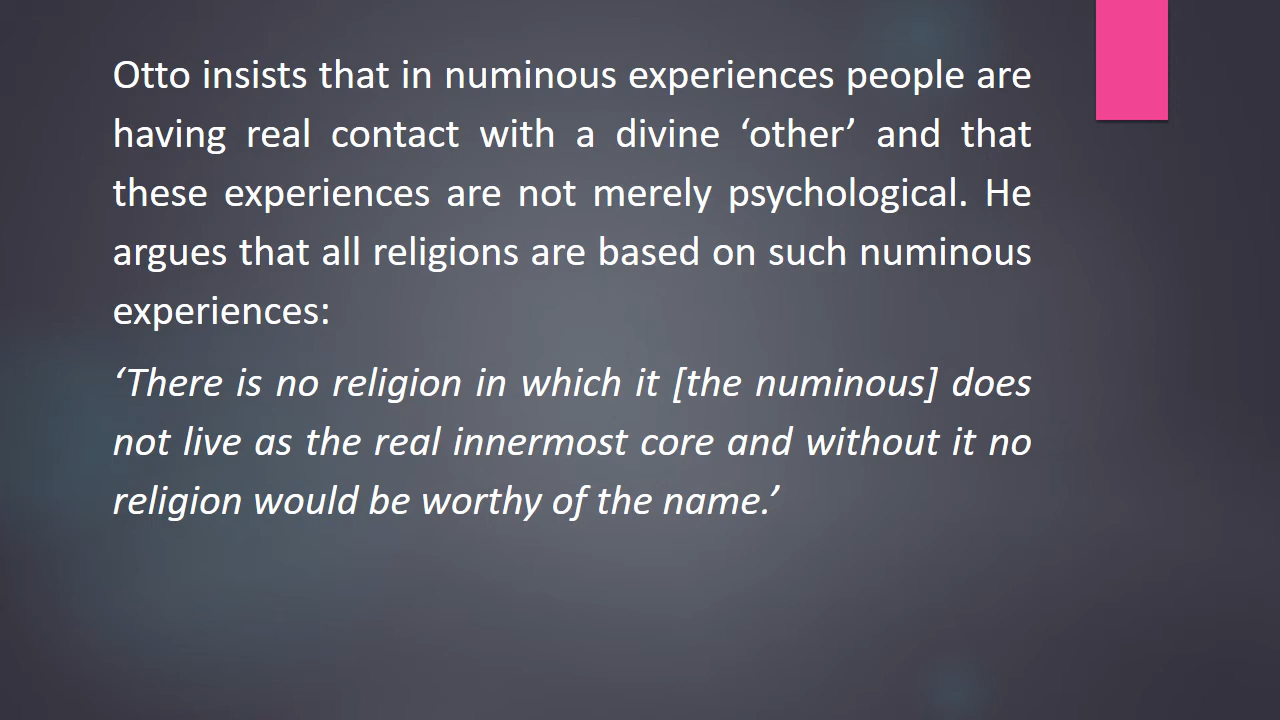 Otto insists that in numinous experiences people are
having real contact with a divine ‘other’ and that
these experiences are not merely psychological. He
argues that all religions are based on such numinous
experiences:
‘There is no religion in which it [the numinous] does
not live as the real innermost core and without it no
religion would be worthy of the name.’